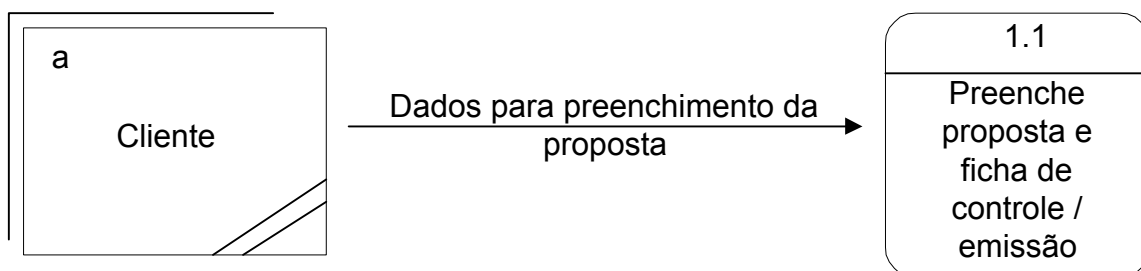 a
Cliente
Dados para preenchimento da
proposta
1.1
Preenche
proposta e
ficha de
controle /
emissão